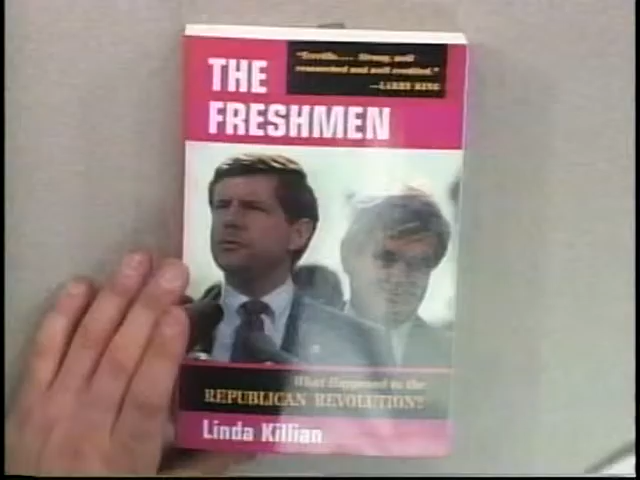 THE
FRESHMEN
"Terrific.... Strong, well
researched and well credited."
—LARRY KING
What Happened to the
REPUBLICAN REVOLUTION?
Linda Killian